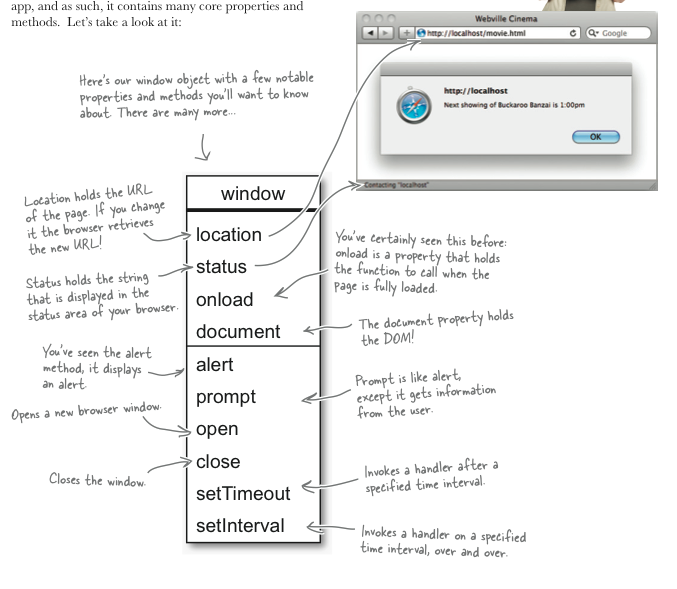 app, and as such, it contains many core properties and
methods. Let's take a look at it:
Webville Cinema
http://localhost/movie.html
Google
http://localhost
Next showing of Buckaroo Banzai is 1:00pm
OK
Contacting "localhost"
Here's our window object with a few notable
properties and methods you'll want to know
about. There are many more...
window
location
status
onload
document
alert
prompt
open
close
setTimeout
setInterval
Location holds the URL
of the page. If you change
it the browser retrieves
the new URL!
Status holds the string
that is displayed in the
status area of your browser.
You've certainly seen this before:
onload is a property that holds
the function to call when the
page is fully loaded.
The document property holds
the DOM!
You've seen the alert
method, it displays
an alert.
Prompt is like alert,
except it gets information
from the user.
Opens a new browser window.
Closes the window.
Invokes a handler after a
specified time interval.
Invokes a handler on a specified
time interval, over and over.